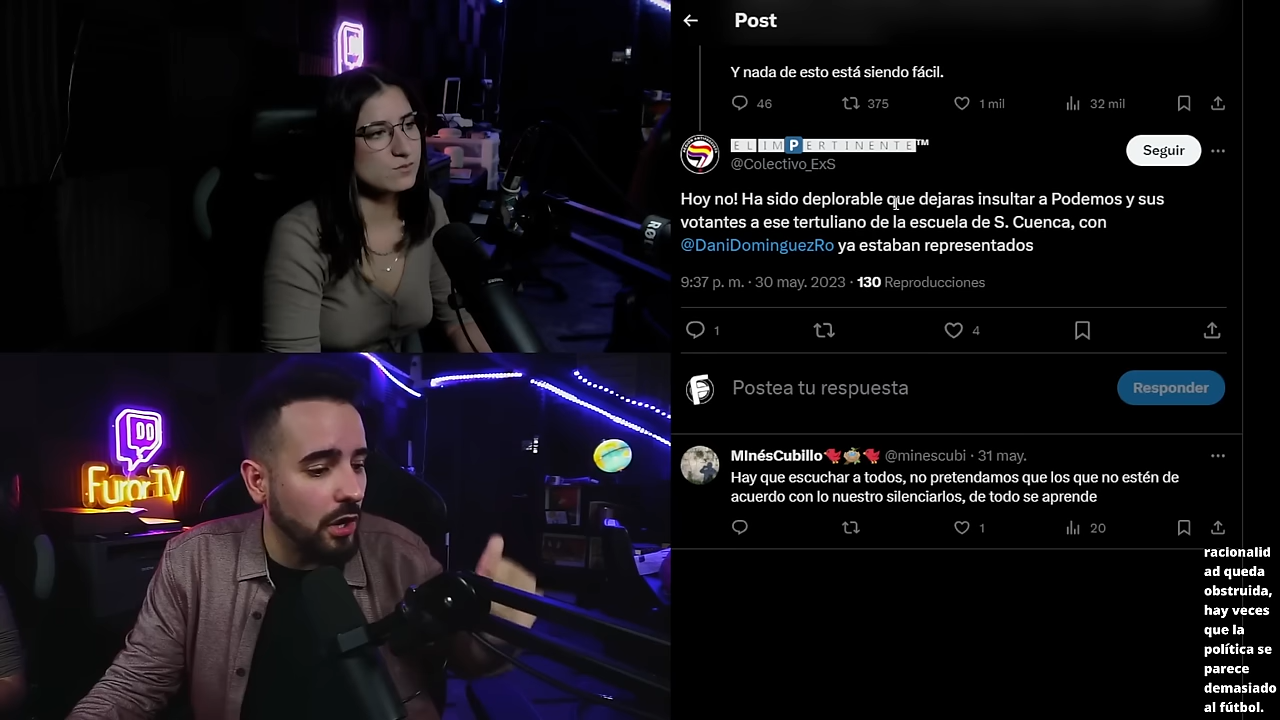 Post
Y nada de esto está siendo fácil.
46 375 1 mil 32 mil
EL IMPERTINENTE™
@Colectivo_ExS
Seguir
Hoy no! Ha sido deplorable que dejaras insultar a Podemos y sus
votantes a ese tertuliano de la escuela de S. Cuenca, con
@DaniDominguezRo ya estaban representados
9:37 p. m. · 30 may. 2023 · 130 Reproducciones
1 4
Postea tu respuesta
Responder
MInésCubillo @minescubi · 31 may.
Hay que escuchar a todos, no pretendamos que los que no estén de
acuerdo con lo nuestro silenciarlos, de todo se aprende
1 20
racionalid
ad queda
obstruida,
hay veces
que la
política se
parece
demasiado
al fútbol.
FurorTV